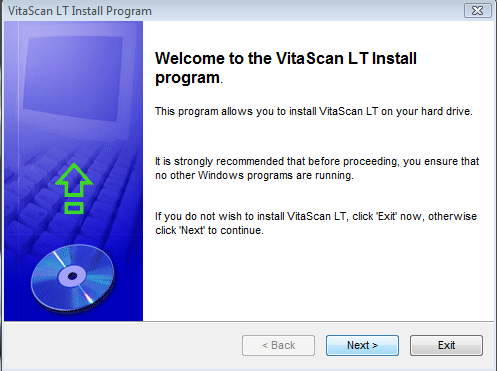 VitaScan LT Install Program
Welcome to the VitaScan LT Install
program.
This program allows you to install VitaScan LT on your hard drive.
It is strongly recommended that before proceeding, you ensure that
no other Windows programs are running.
If you do not wish to install VitaScan LT, click 'Exit' now, otherwise
click 'Next' to continue.
< Back
Next >
Exit